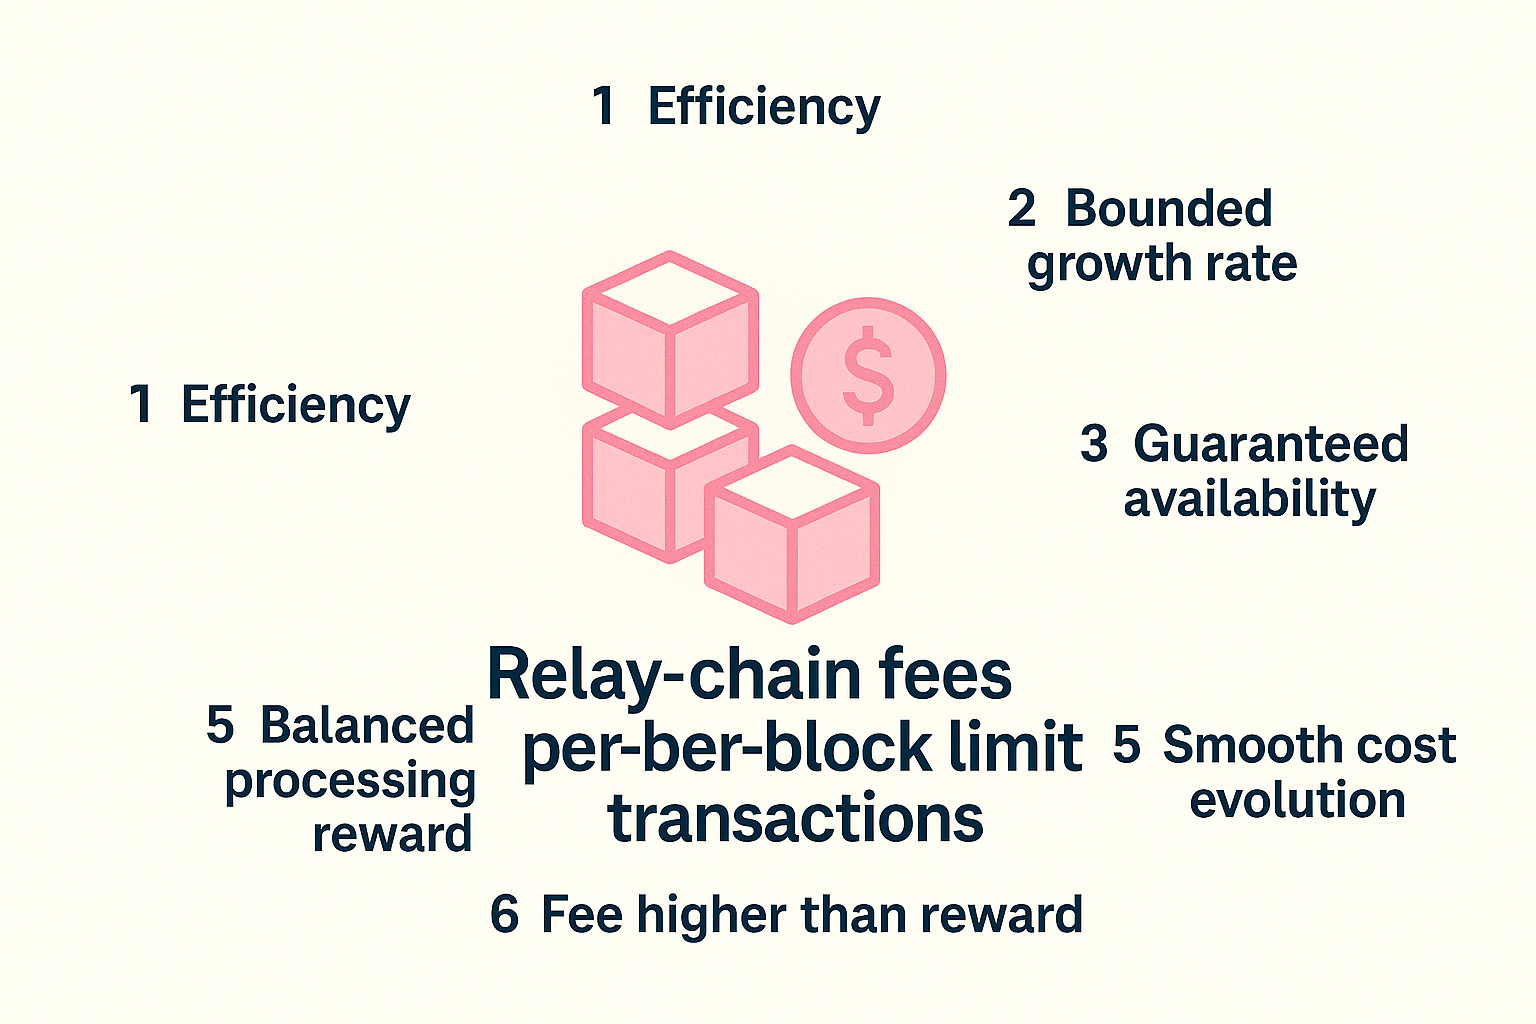 1 Efficiency
2 Bounded
growth rate
$
1 Efficiency
3 Guaranteed
availability
Relay-chain fees
per-ber-block limit
transactions
5 Balanced
processing
reward
5 Smooth cost
evolution
6 Fee higher than reward